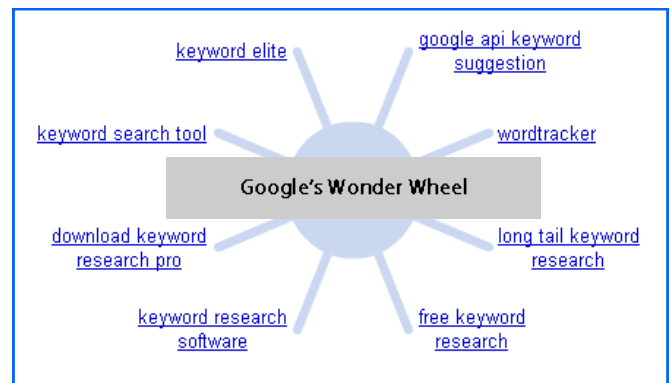 keyword elite
google api keyword
suggestion
keyword search tool
wordtracker
Google's Wonder Wheel
download keyword
research pro
long tail keyword
research
keyword research
software
free keyword
research